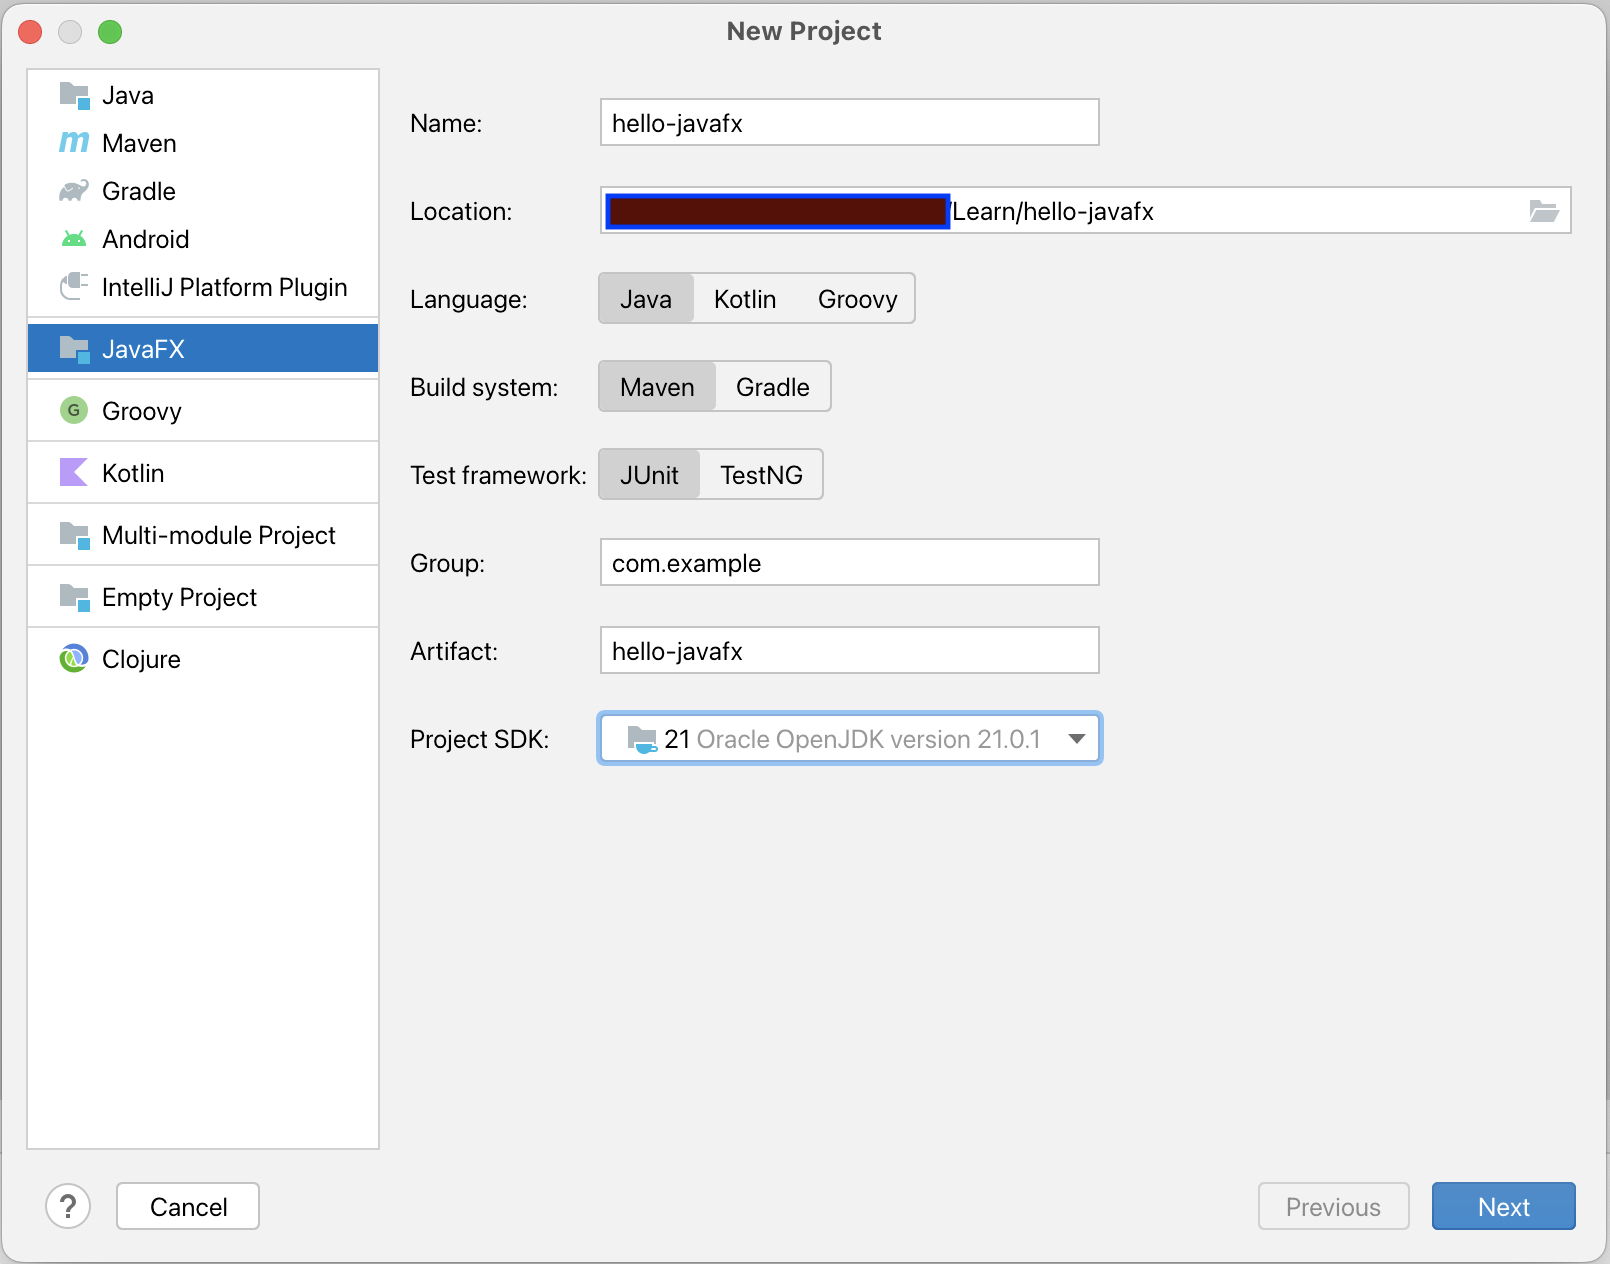 New Project
Java
Maven
Gradle
Android
IntelliJ Platform Plugin
JavaFX
G Groovy
Kotlin
Multi-module Project
Empty Project
Clojure
Name: hello-javafx
Location: /Learn/hello-javafx
Language: Java Kotlin Groovy
Build system: Maven Gradle
Test framework: JUnit TestNG
Group: com.example
Artifact: hello-javafx
Project SDK: 21 Oracle OpenJDK version 21.0.1
? Cancel Previous Next